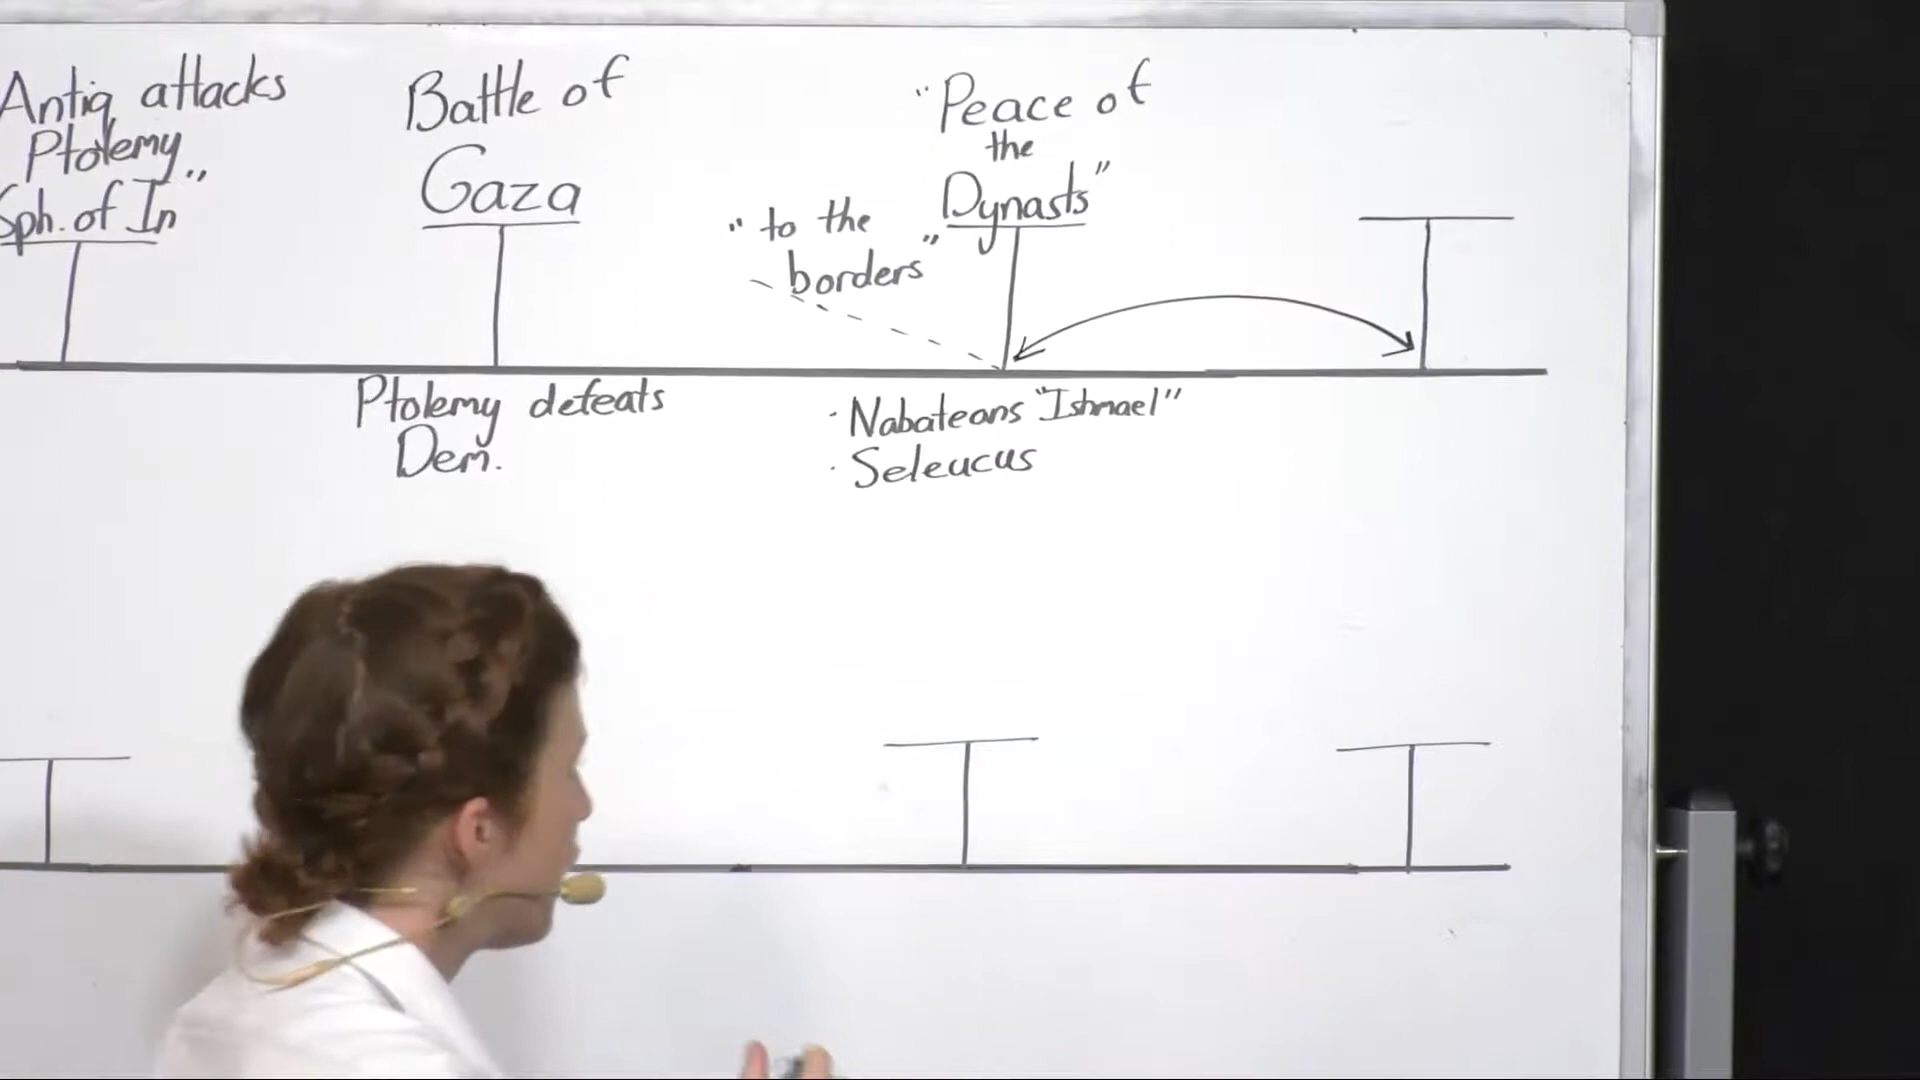 Antig attacks
Ptolemy
Sph. of In"
Battle of
Gaza
"to the
borders"
"Peace of
the
Dynasts"
Ptolemy defeats
Dem.
· Nabateans "Ishmael"
· Seleucus